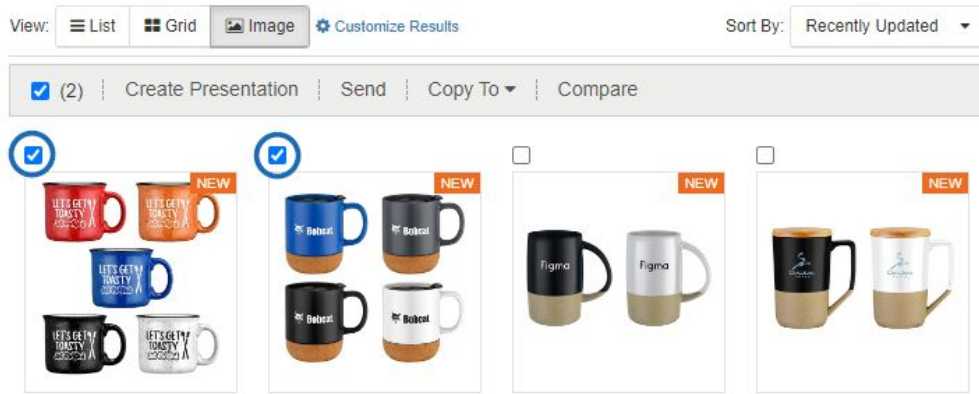 View: List Grid Image Customize Results Sort By: Recently Updated
(2) Create Presentation Send Copy To Compare
NEW NEW NEW NEW
LET'S GET
TOASTY
LET'S GET
TOASTY
LET'S GET
TOASTY
LET'S GET
TOASTY
LET'S GET
TOASTY
Bobcat Bobcat
Bobcat Bobcat
Figma Figma